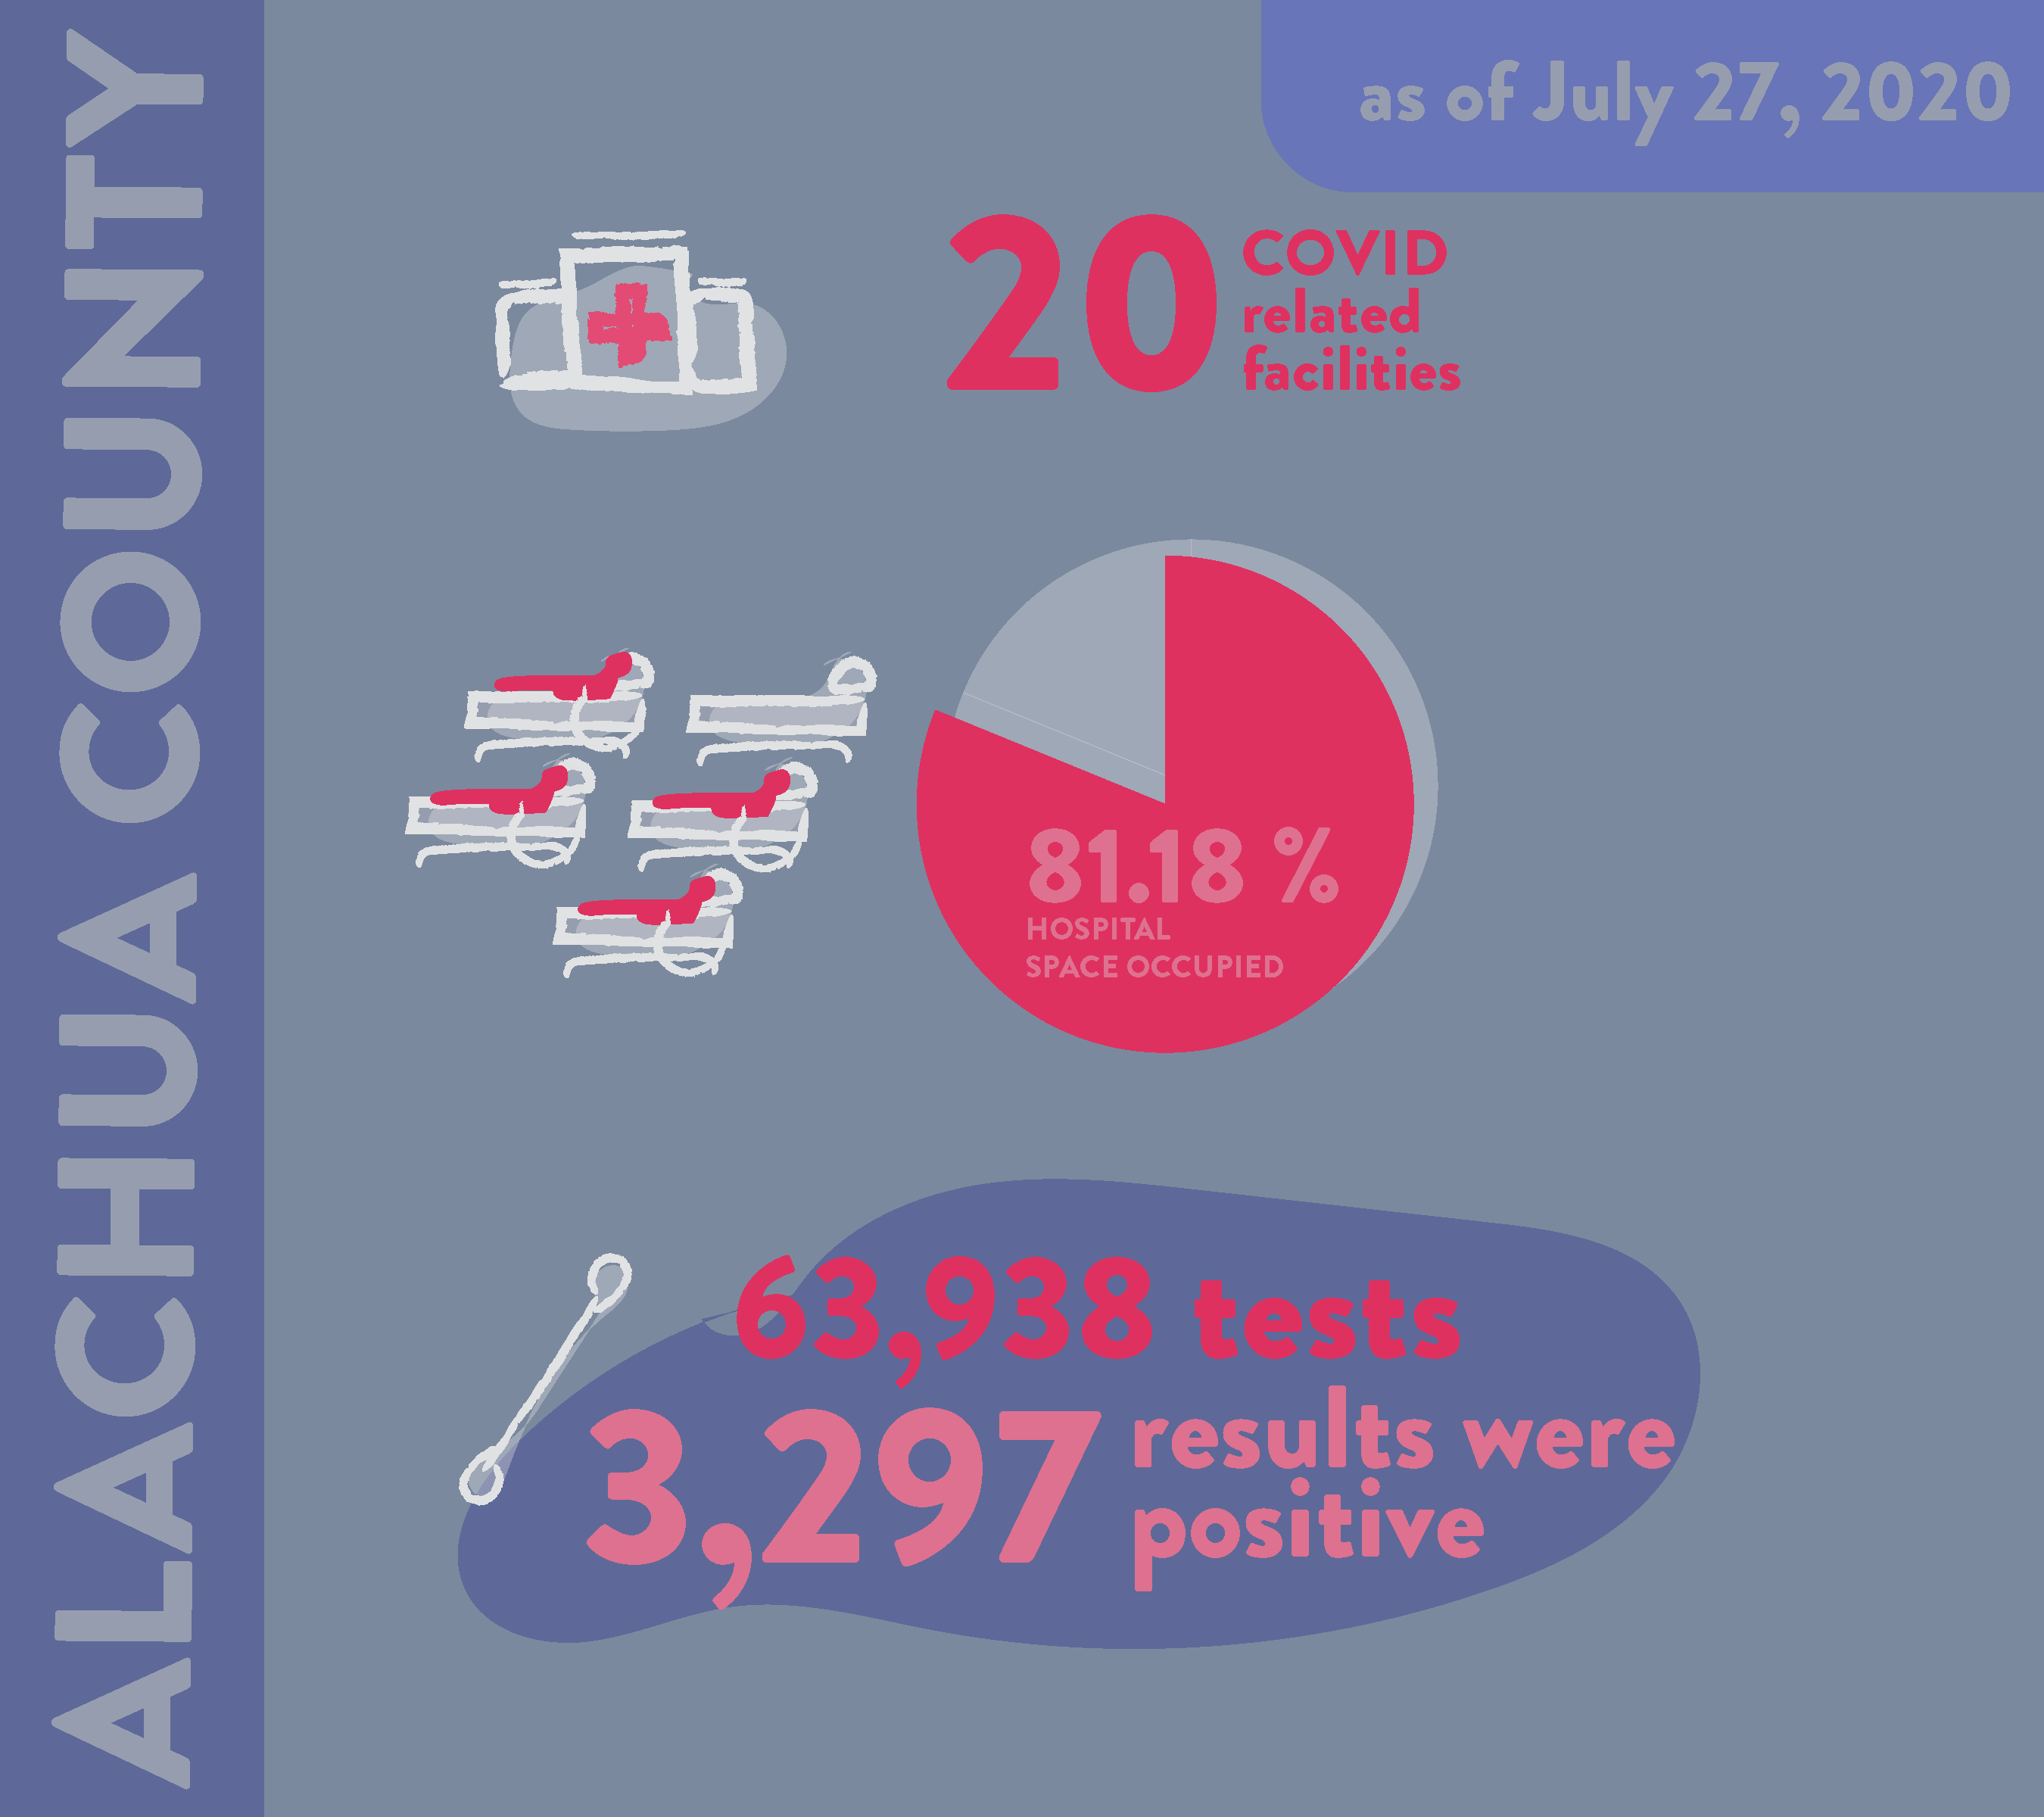 ALACHUA COUNTY
as of July 27, 2020
20
COVID
related
facilities
81.18 %
HOSPITAL
SPACE OCCUPIED
63,938 tests
3,297
results were
positive